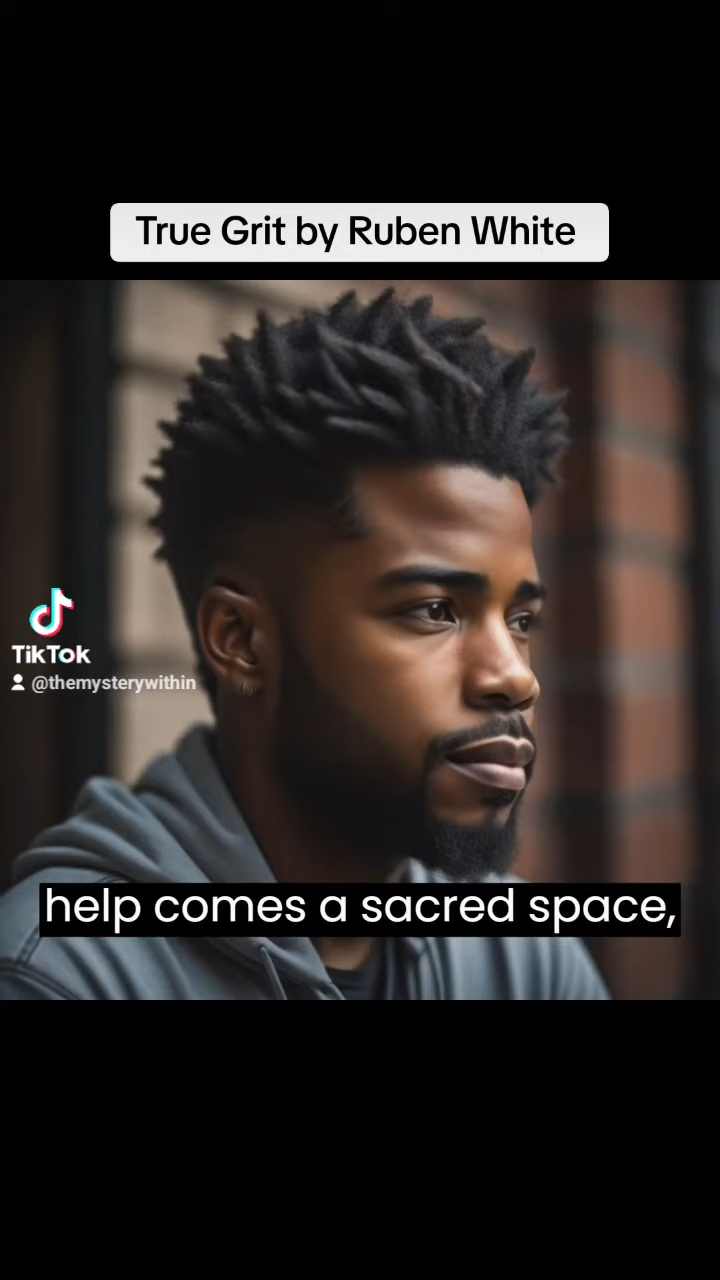 True Grit by Ruben White
TikTok
@themysterywithin
help comes a sacred space,